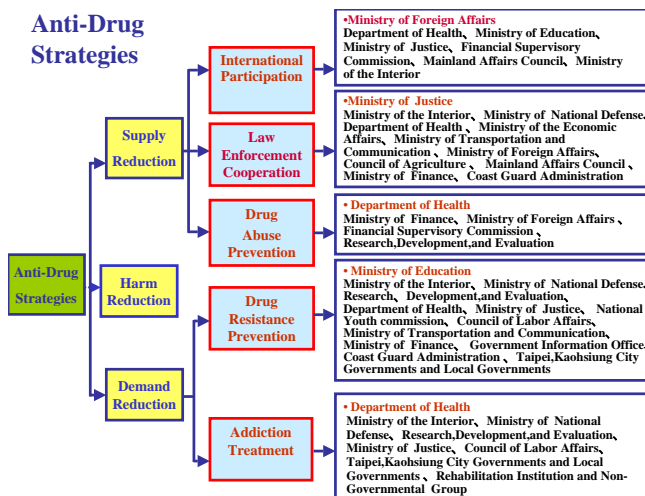 Anti-Drug
Strategies
Anti-Drug
Strategies
Supply
Reduction
Harm
Reduction
Demand
Reduction
International
Participation
Law
Enforcement
Cooperation
Drug
Abuse
Prevention
Drug
Resistance
Prevention
Addiction
Treatment
•Ministry of Foreign Affairs
Department of Health、Ministry of Education、
Ministry of Justice、Financial Supervisory
Commission、Mainland Affairs Council、Ministry
of the Interior
•Ministry of Justice
Ministry of the Interior、Ministry of National Defense、
Department of Health 、Ministry of the Economic
Affairs、Ministry of Transportation and
Communication 、Ministry of Foreign Affairs、
Council of Agriculture 、Mainland Affairs Council 、
Ministry of Finance、Coast Guard Administration
• Department of Health
Ministry of Finance、Ministry of Foreign Affairs 、
Financial Supervisory Commission 、
Research,Development,and Evaluation
• Ministry of Education
Ministry of the Interior、Ministry of National Defense、
Research、Development,and Evaluation、
Department of Health、Ministry of Justice、 National
Youth commission、Council of Labor Affairs、
Ministry of Transportation and Communication、
Ministry of Finance、 Government Information Office、
Coast Guard Administration 、 Taipei,Kaohsiung City
Governments and Local Governments
• Department of Health
Ministry of the Interior、Ministry of National
Defense、Research,Development,and Evaluation、
Ministry of Justice、Council of Labor Affairs、
Taipei,Kaohsiung City Governments and Local
Governments 、Rehabilitation Institution and Non-
Governmental Group